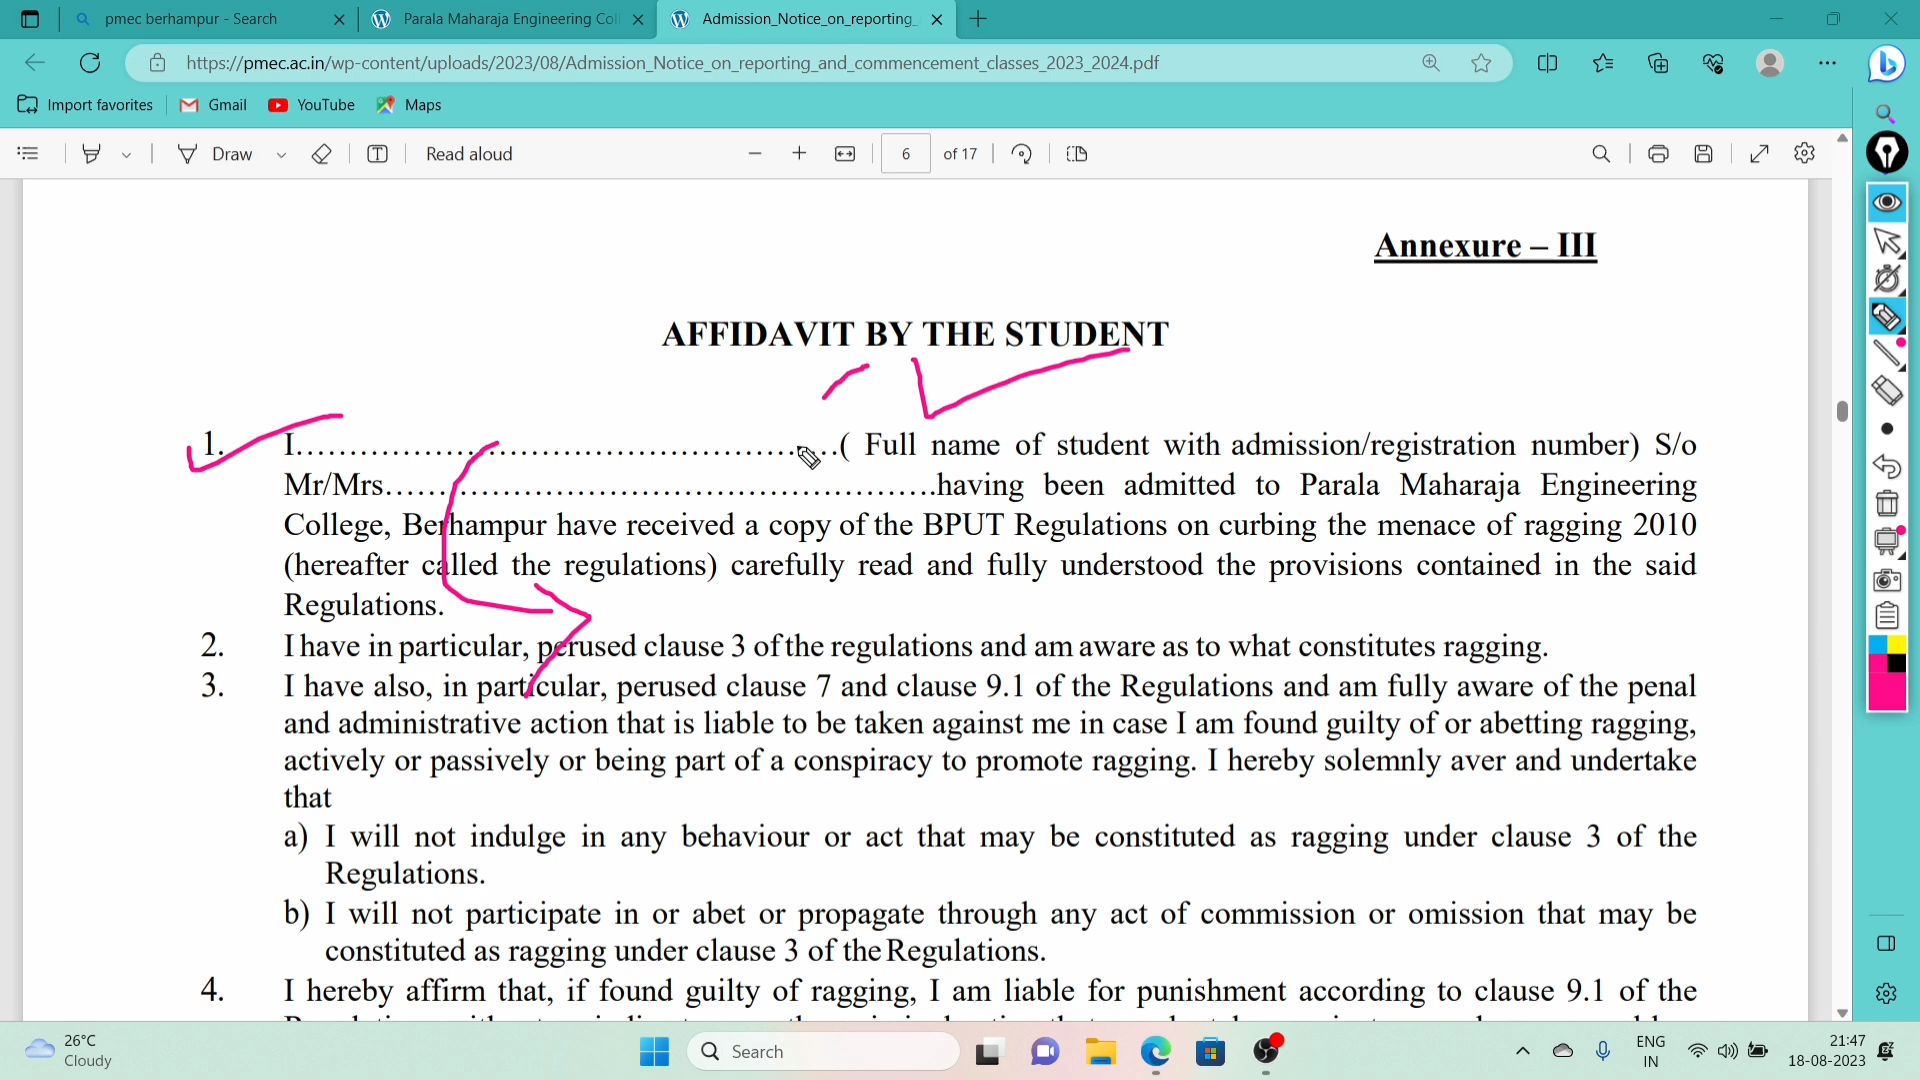 pmec berhampur - Search
Parala Maharaja Engineering Col
Admission_Notice_on_reporting_
https://pmec.ac.in/wp-content/uploads/2023/08/Admission_Notice_on_reporting_and_commencement_classes_2023_2024.pdf
Import favorites
Gmail
YouTube
Maps
Draw
Read aloud
6
of 17
Annexure – III
AFFIDAVIT BY THE STUDENT
1. I……………………………………………………….( Full name of student with admission/registration number) S/o
Mr/Mrs……………………………………………………….having been admitted to Parala Maharaja Engineering
College, Berhampur have received a copy of the BPUT Regulations on curbing the menace of ragging 2010
(hereafter called the regulations) carefully read and fully understood the provisions contained in the said
Regulations.
2. I have in particular, perused clause 3 of the regulations and am aware as to what constitutes ragging.
3. I have also, in particular, perused clause 7 and clause 9.1 of the Regulations and am fully aware of the penal
and administrative action that is liable to be taken against me in case I am found guilty of or abetting ragging,
actively or passively or being part of a conspiracy to promote ragging. I hereby solemnly aver and undertake
that
a) I will not indulge in any behaviour or act that may be constituted as ragging under clause 3 of the
Regulations.
b) I will not participate in or abet or propagate through any act of commission or omission that may be
constituted as ragging under clause 3 of the Regulations.
4. I hereby affirm that, if found guilty of ragging, I am liable for punishment according to clause 9.1 of the
26°C
Cloudy
Search
ENG
IN
21:47
18-08-2023